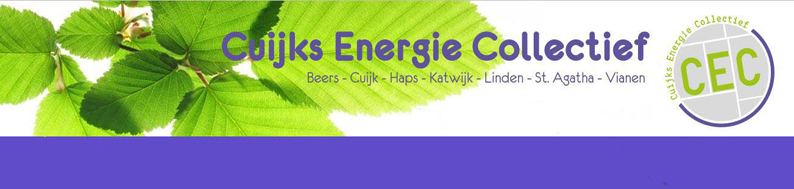 Cuijks Energie Collectief
Beers - Cuijk - Haps - Katwijk - Linden - St. Agatha - Vianen
Cuijks Energie Collectief
CEC